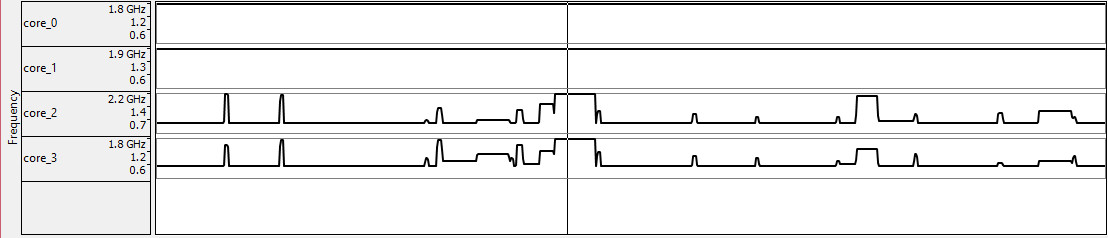 Frequency
core_0
1.8 GHz
1.2
0.6
core_1
1.9 GHz
1.3
0.6
core_2
2.2 GHz
1.4
0.7
core_3
1.8 GHz
1.2
0.6